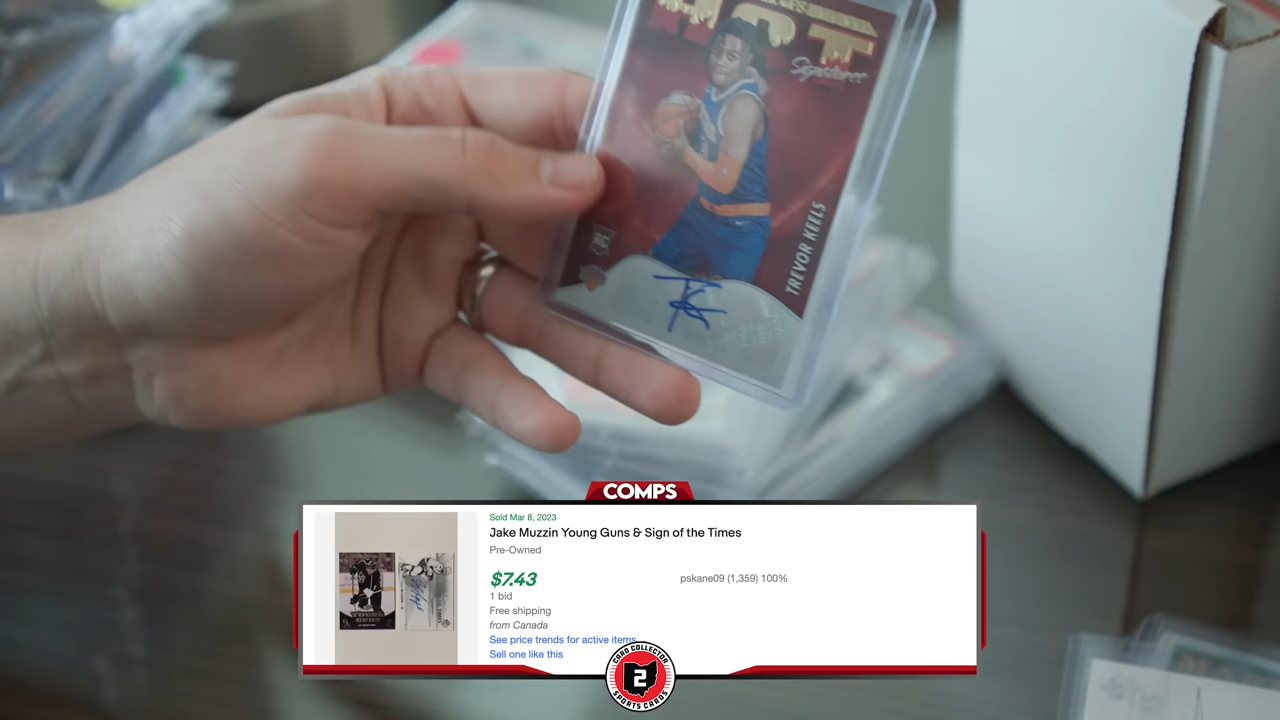 HOT
Signatures
TREVOR KEELS
RC
COMPS
Sold Mar 8, 2023
Jake Muzzin Young Guns & Sign of the Times
Pre-Owned
$7.43
pskane09 (1,359) 100%
1 bid
Free shipping
from Canada
See price trends for active items
Sell one like this
CARD COLLECTOR
2
SPORTS CARDS